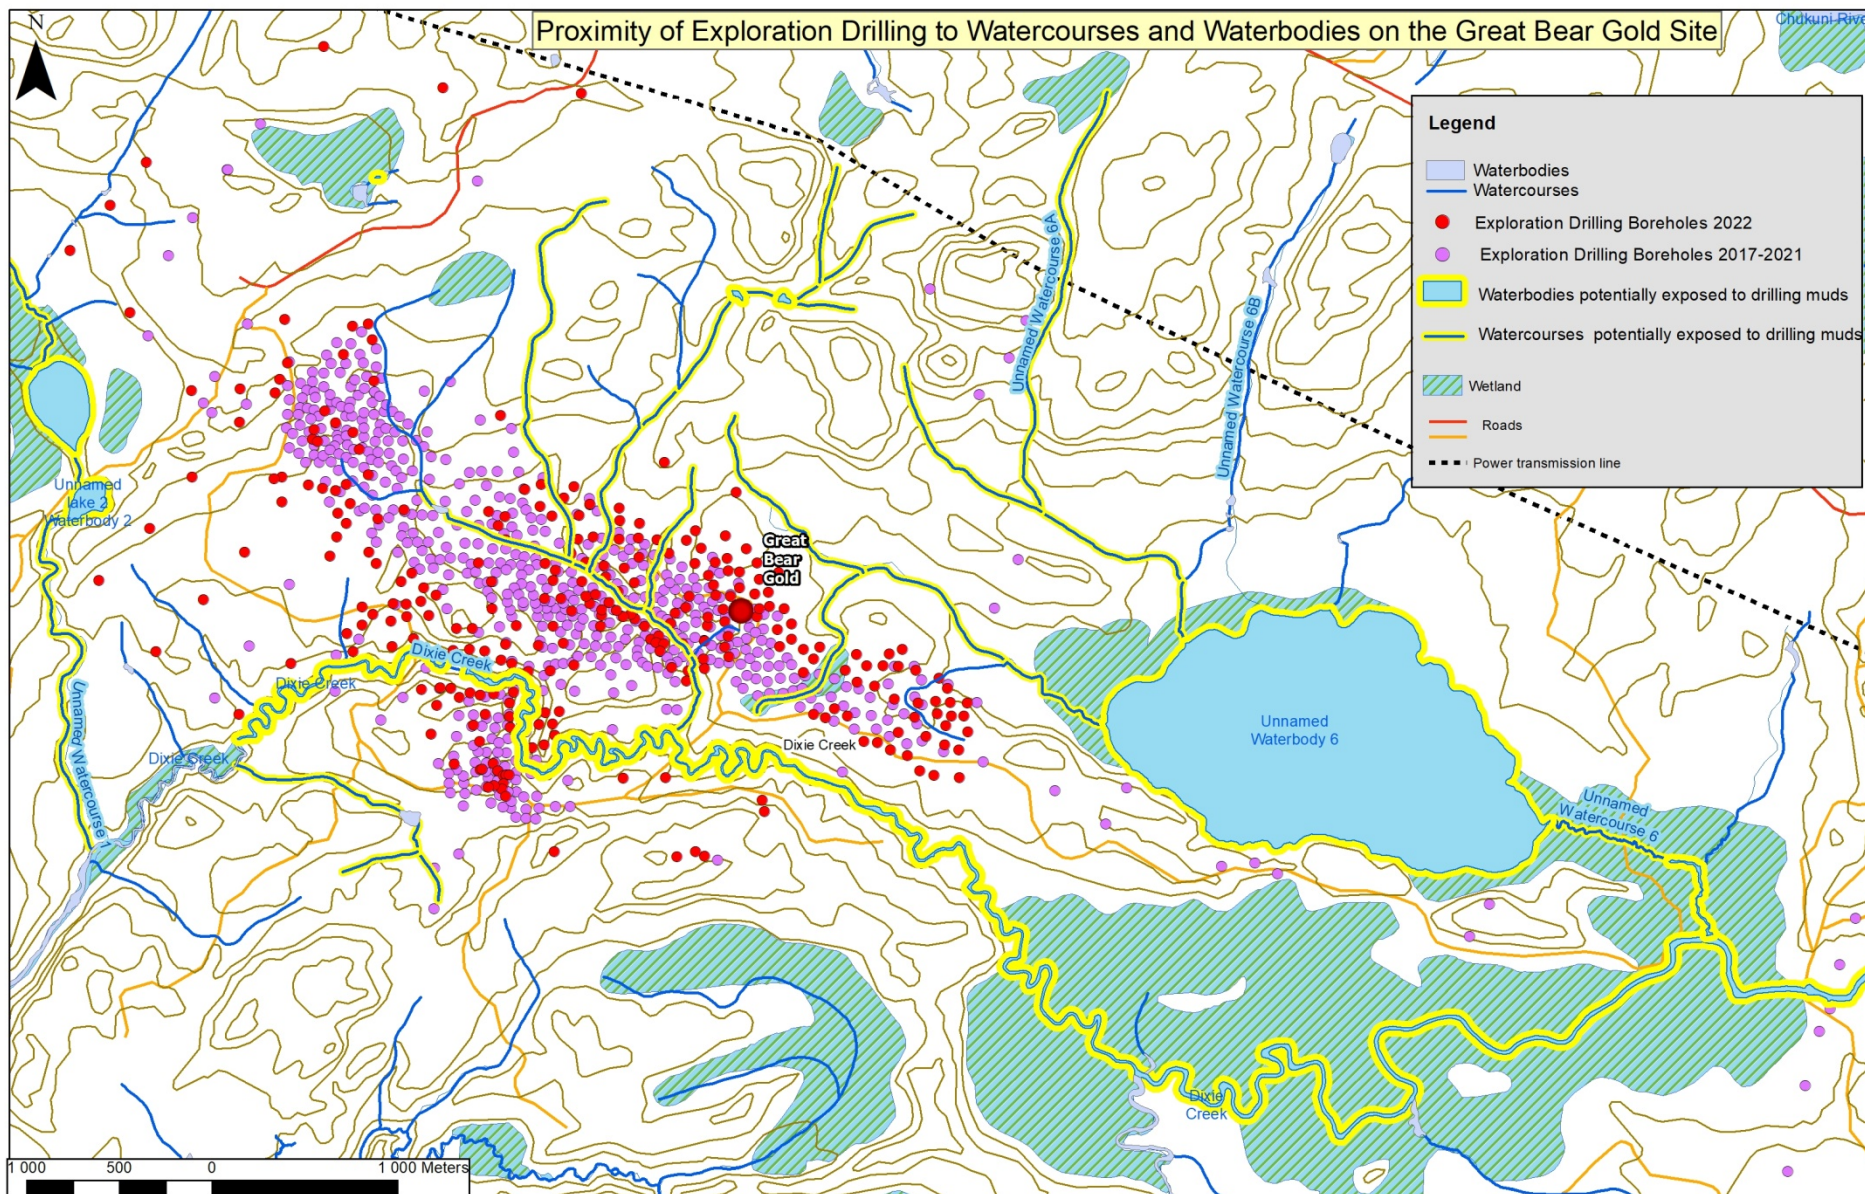 Proximity of Exploration Drilling to Watercourses and Waterbodies on the Great Bear Gold Site
N
Chukuni River
Legend
Waterbodies
Watercourses
Exploration Drilling Boreholes 2022
Exploration Drilling Boreholes 2017-2021
Waterbodies potentially exposed to drilling muds
Watercourses potentially exposed to drilling muds
Wetland
Roads
Power transmission line
Unnamed Watercourse 6A
Unnamed Watercourse 6B
Unnamed
lake 2
Waterbody 2
Great
Bear
Gold
Dixie Creek
Dixie Creek
Unnamed Watercourse 1
Dixie Creek
Dixie Creek
Unnamed
Waterbody 6
Unnamed
Watercourse 6
Dixie
Creek
1 000 500 0 1 000 Meters